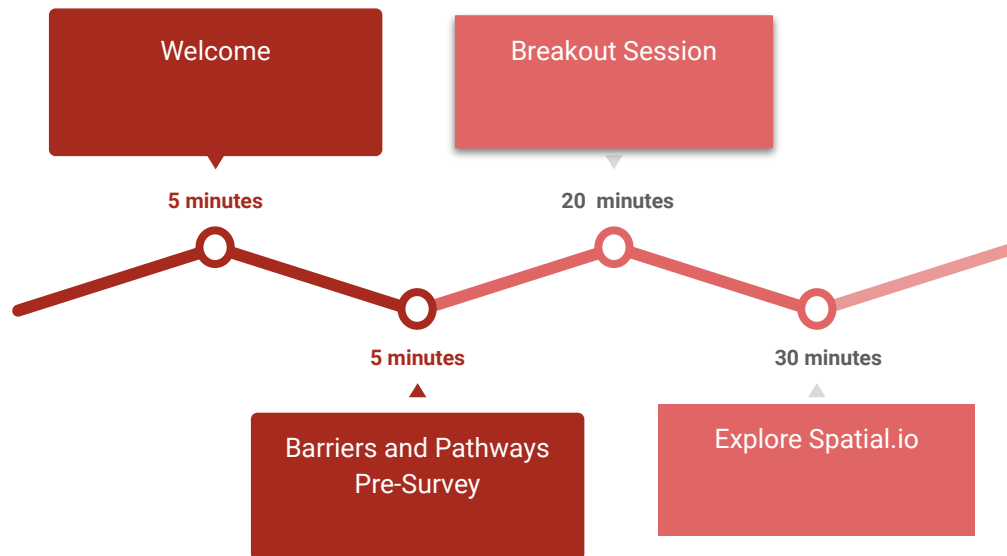 Welcome
Breakout Session
5 minutes
20  minutes
5 minutes
30 minutes
Barriers and Pathways
Pre-Survey
Explore Spatial.io